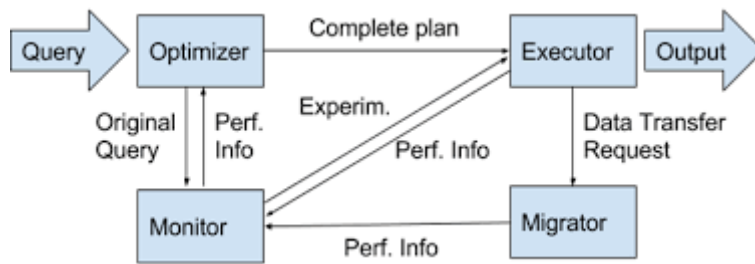 Complete plan
Query
Optimizer
Executor
Output
Experim.
Original
Query
Perf.
Info
Perf. Info
Data Transfer
Request
Monitor
Migrator
Perf. Info